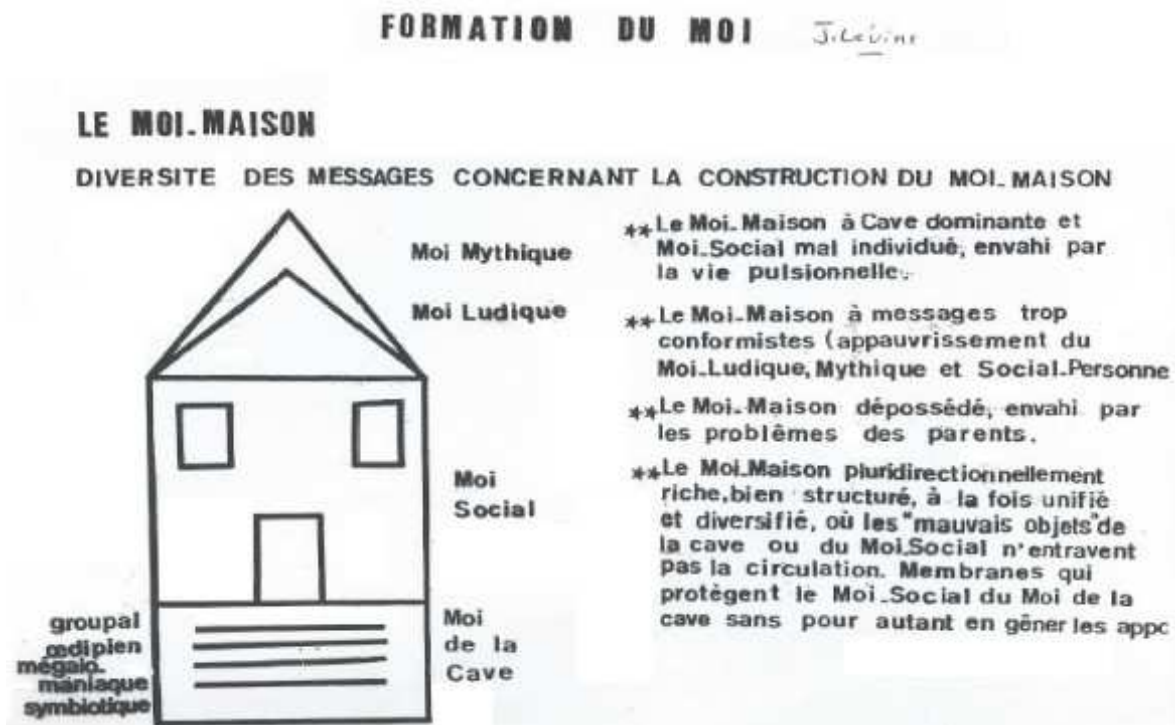 FORMATION DU MOI J. Lévine
LE MOI-MAISON
DIVERSITE DES MESSAGES CONCERNANT LA CONSTRUCTION DU MOI-MAISON
Moi Mythique
Moi Ludique
Moi
Social
Moi
de la
Cave
groupal
œdipien
mégalo-
maniaque
symbiotique
**Le Moi-Maison à Cave dominante et
Moi-Social mal individué, envahi par
la vie pulsionnelle.
**Le Moi-Maison à messages trop
conformistes (appauvrissement du
Moi-Ludique, Mythique et Social-Personne
**Le Moi-Maison dépossédé, envahi par
les problêmes des parents.
**Le Moi-Maison pluridirectionnellement
riche, bien structuré, à la fois unifié
et diversifié, où les "mauvais objets" de
la cave ou du Moi-Social n'entravent
pas la circulation. Membranes qui
protègent le Moi-Social du Moi de la
cave sans pour autant en gêner les appo